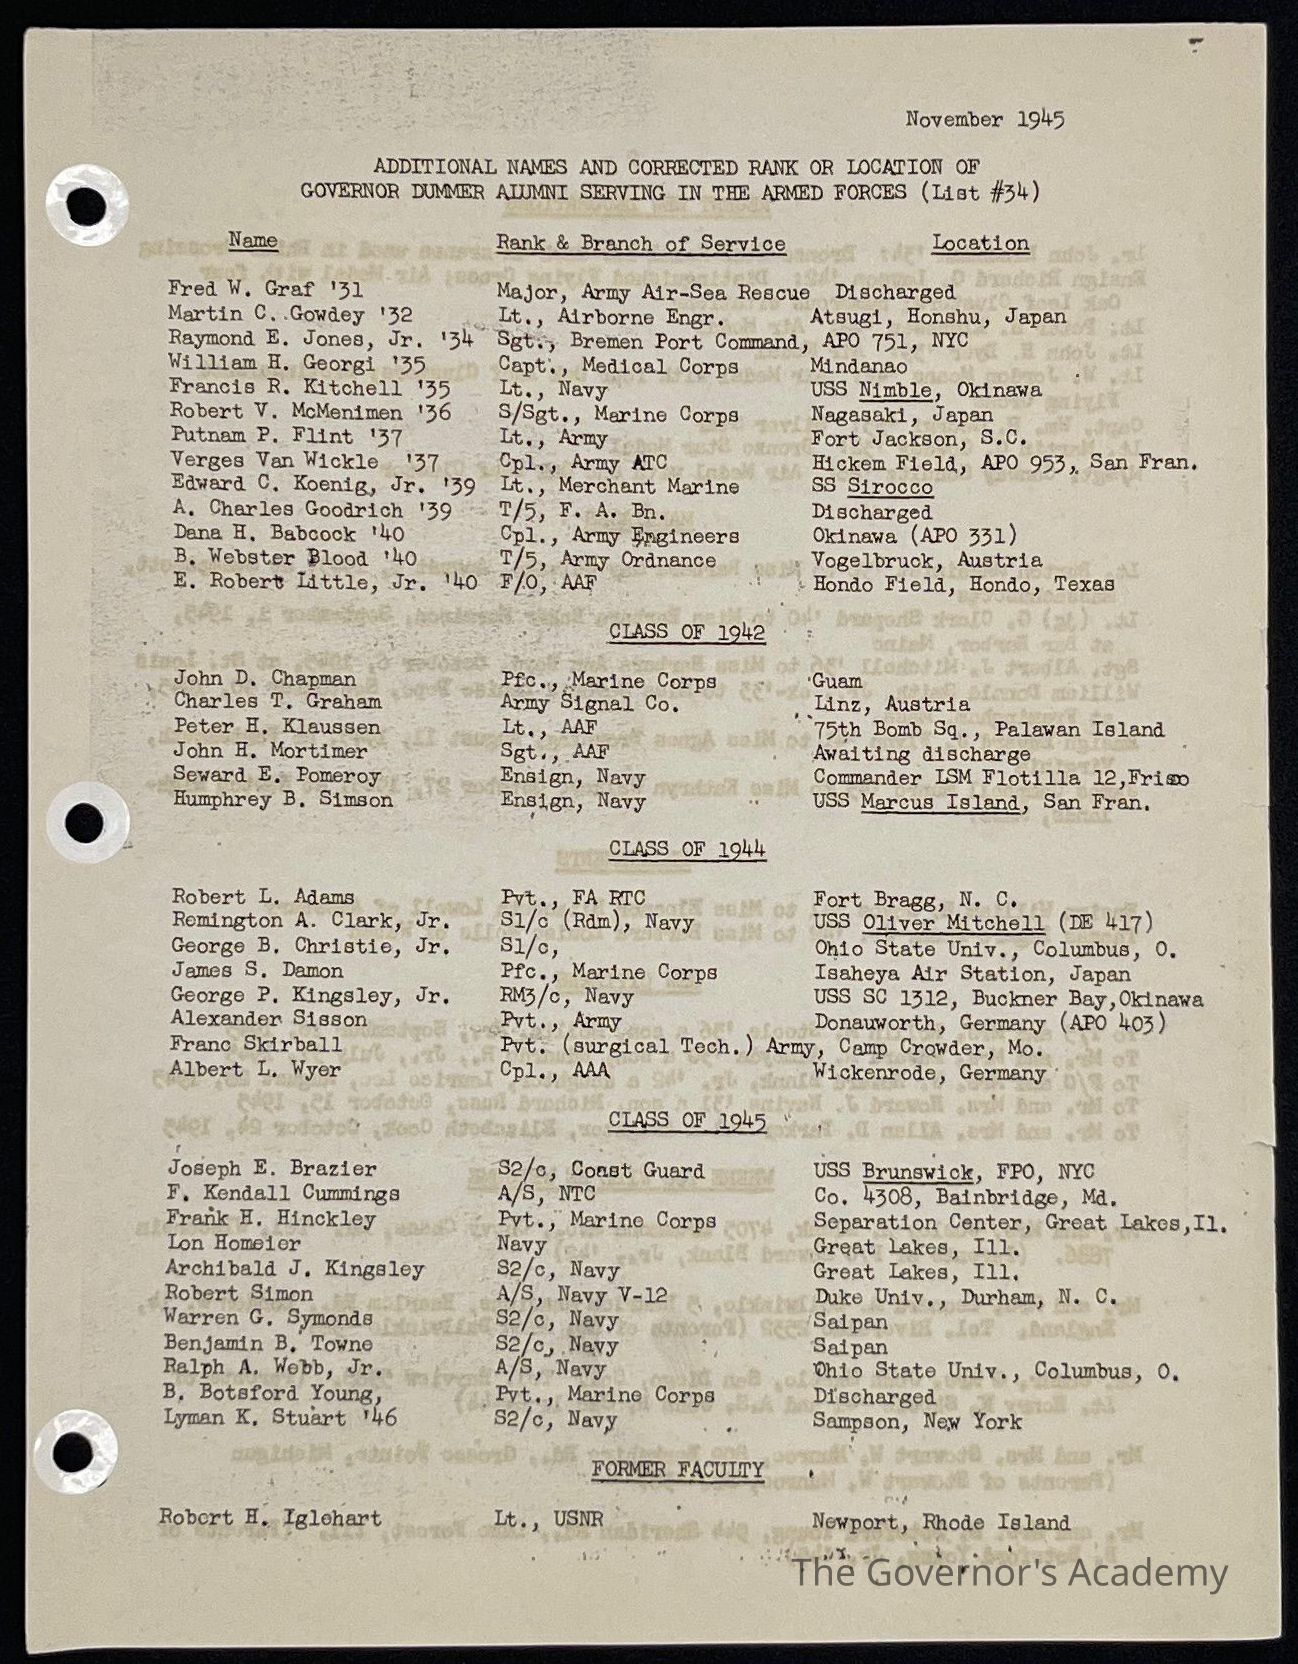 November 1945
ADDITIONAL NAMES AND CORRECTED RANK OR LOCATION OF
GOVERNOR DUMMER ALUMNI SERVING IN THE ARMED FORCES (List #34)
Name Rank & Branch of Service Location
Fred W. Graf '31 Major, Army Air-Sea Rescue Discharged
Martin C. Gowdey '32 Lt., Airborne Engr. Atsugi, Honshu, Japan
Raymond E. Jones, Jr. '34 Sgt., Bremen Port Command, APO 751, NYC
William H. Georgi '35 Capt., Medical Corps Mindanao
Francis R. Kitchell '35 Lt., Navy USS Nimble, Okinawa
Robert V. McMenimen '36 S/Sgt., Marine Corps Nagasaki, Japan
Putnam P. Flint '37 Lt., Army Fort Jackson, S.C.
Verges Van Wickle '37 Cpl., Army ATC Hickem Field, APO 953, San Fran.
Edward C. Koenig, Jr. '39 Lt., Merchant Marine SS Sirocco
A. Charles Goodrich '39 T/5, F. A. Bn. Discharged
Dana H. Babcock '40 Cpl., Army Engineers Okinawa (APO 331)
B. Webster Blood '40 T/5, Army Ordnance Vogelbruck, Austria
E. Robert Little, Jr. '40 F/O, AAF Hondo Field, Hondo, Texas
CLASS OF 1942
John D. Chapman Pfc., Marine Corps Guam
Charles T. Graham Army Signal Co. Linz, Austria
Peter H. Klaussen Lt., AAF 75th Bomb Sq., Palawan Island
John H. Mortimer Sgt., AAF Awaiting discharge
Seward E. Pomeroy Ensign, Navy Commander LSM Flotilla 12,Frisco
Humphrey B. Simson Ensign, Navy USS Marcus Island, San Fran.
CLASS OF 1944
Robert L. Adams Pvt., FA RTC Fort Bragg, N. C.
Remington A. Clark, Jr. S1/c (Rdm), Navy USS Oliver Mitchell (DE 417)
George B. Christie, Jr. S1/c, Ohio State Univ., Columbus, O.
James S. Damon Pfc., Marine Corps Isaheya Air Station, Japan
George P. Kingsley, Jr. RM3/c, Navy USS SC 1312, Buckner Bay,Okinawa
Alexander Sisson Pvt., Army Donauworth, Germany (APO 403)
Franc Skirball Pvt. (surgical Tech.) Army, Camp Crowder, Mo.
Albert L. Wyer Cpl., AAA Wickenrode, Germany
CLASS OF 1945
Joseph E. Brazier S2/c, Coast Guard USS Brunswick, FPO, NYC
F. Kendall Cummings A/S, NTC Co. 4308, Bainbridge, Md.
Frank H. Hinckley Pvt., Marine Corps Separation Center, Great Lakes,Il.
Lon Homeier Navy Great Lakes, Ill.
Archibald J. Kingsley S2/c, Navy Great Lakes, Ill.
Robert Simon A/S, Navy V-12 Duke Univ., Durham, N. C.
Warren G. Symonds S2/c, Navy Saipan
Benjamin B. Towne S2/c, Navy Saipan
Ralph A. Webb, Jr. A/S, Navy Ohio State Univ., Columbus, O.
B. Botsford Young, Pvt., Marine Corps Discharged
Lyman K. Stuart '46 S2/c, Navy Sampson, New York
FORMER FACULTY
Robert H. Iglehart Lt., USNR Newport, Rhode Island
The Governor's Academy